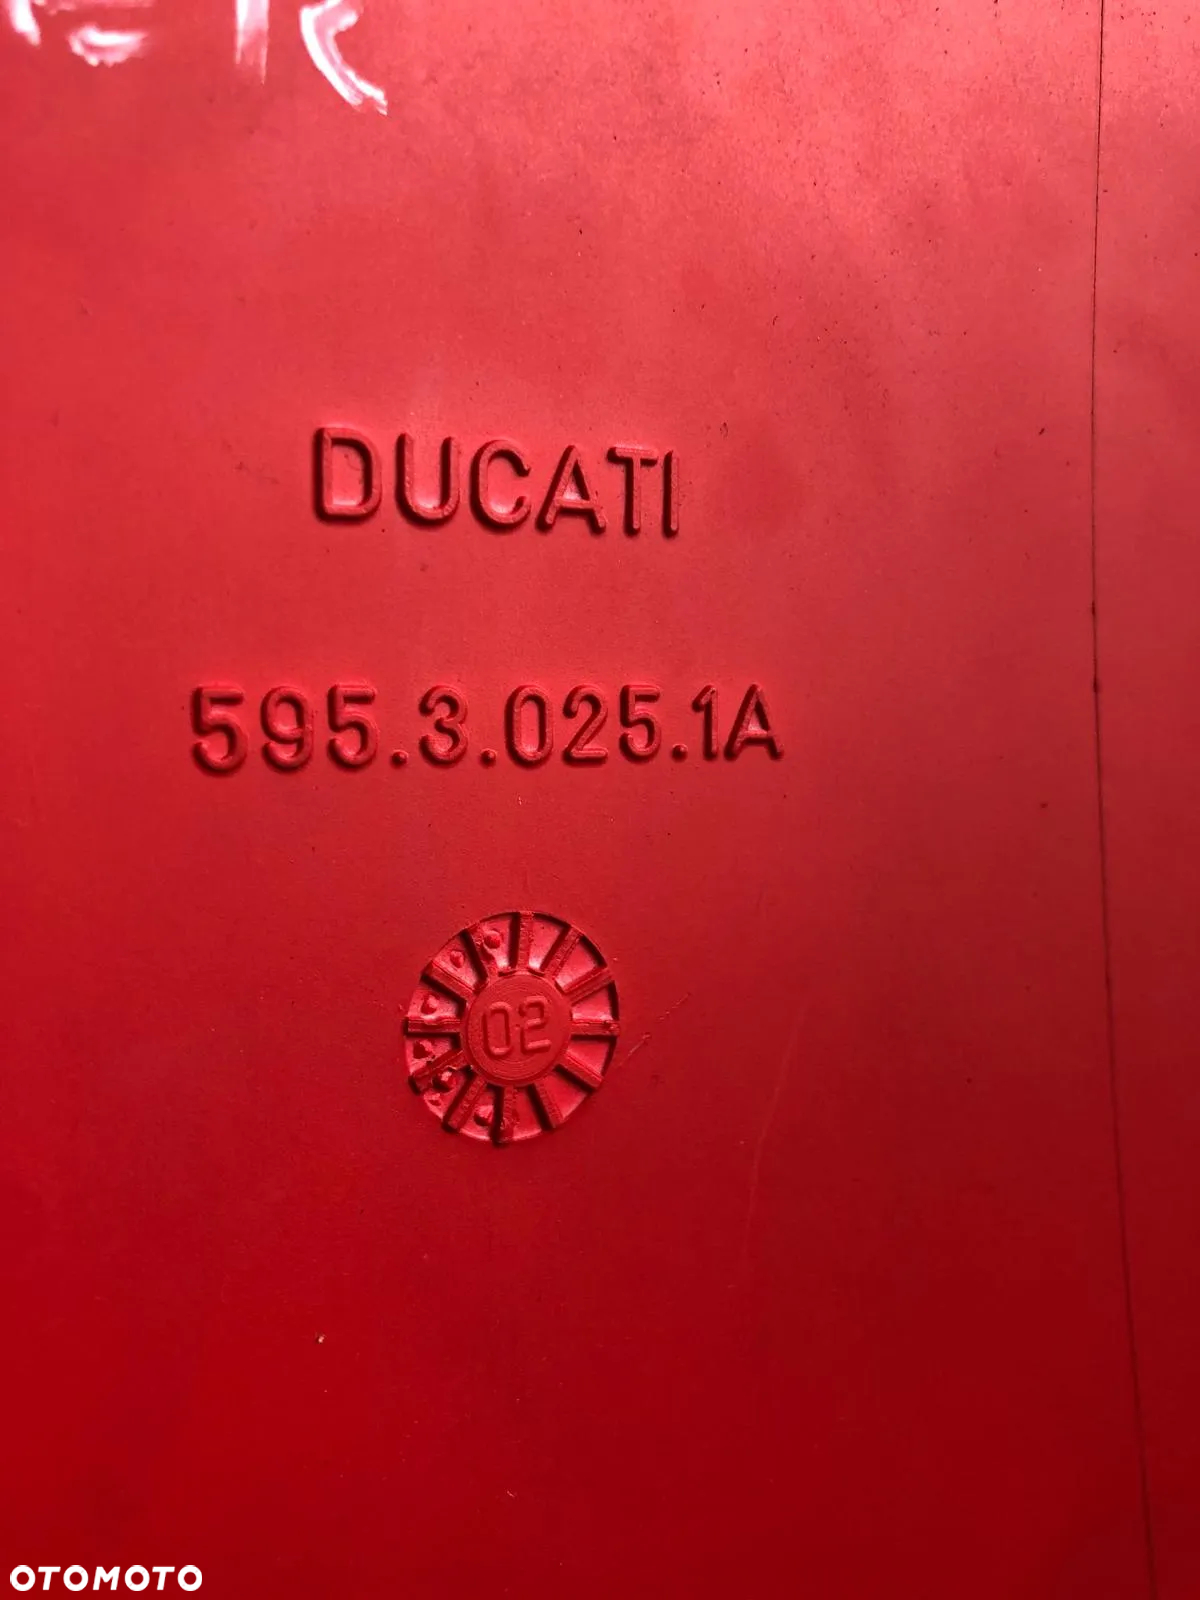 DUCATI
595.3.025.1A
02
OTOMOTO